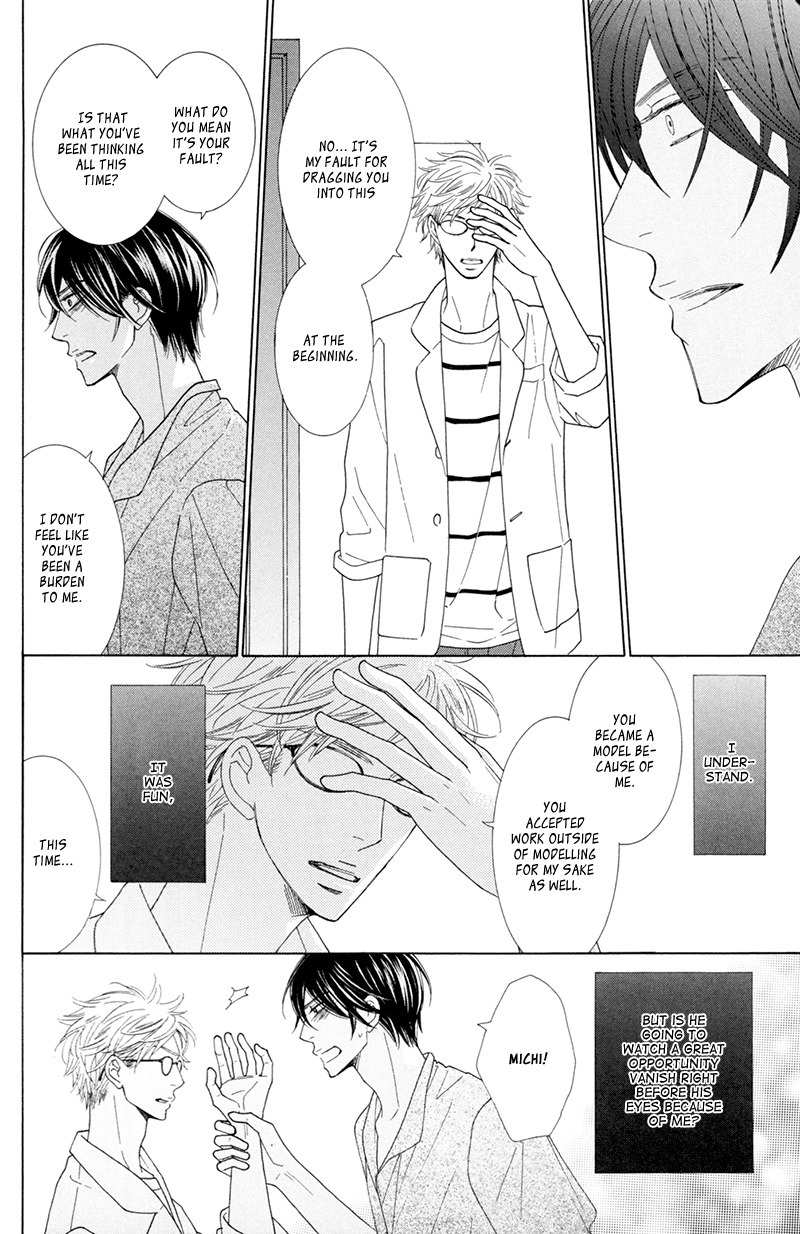 NO... IT'S
MY FAULT FOR
DRAGGING YOU
INTO THIS
AT THE
BEGINNING.
WHAT DO
YOU MEAN
IT'S YOUR
FAULT?
IS THAT
WHAT YOU'VE
BEEN THINKING
ALL THIS
TIME?
I DON'T
FEEL LIKE
YOU'VE
BEEN A
BURDEN
TO ME.
I
UNDER-
STAND.
YOU
BECAME A
MODEL BE-
CAUSE OF
ME.
YOU
ACCEPTED
WORK OUTSIDE
OF MODELLING
FOR MY SAKE
AS WELL.
IT
WAS
FUN,
THIS
TIME...
BUT IS HE
GOING TO
WATCH A GREAT
OPPORTUNITY
VANISH RIGHT
BEFORE HIS
EYES BECAUSE
OF ME?
MICHI!